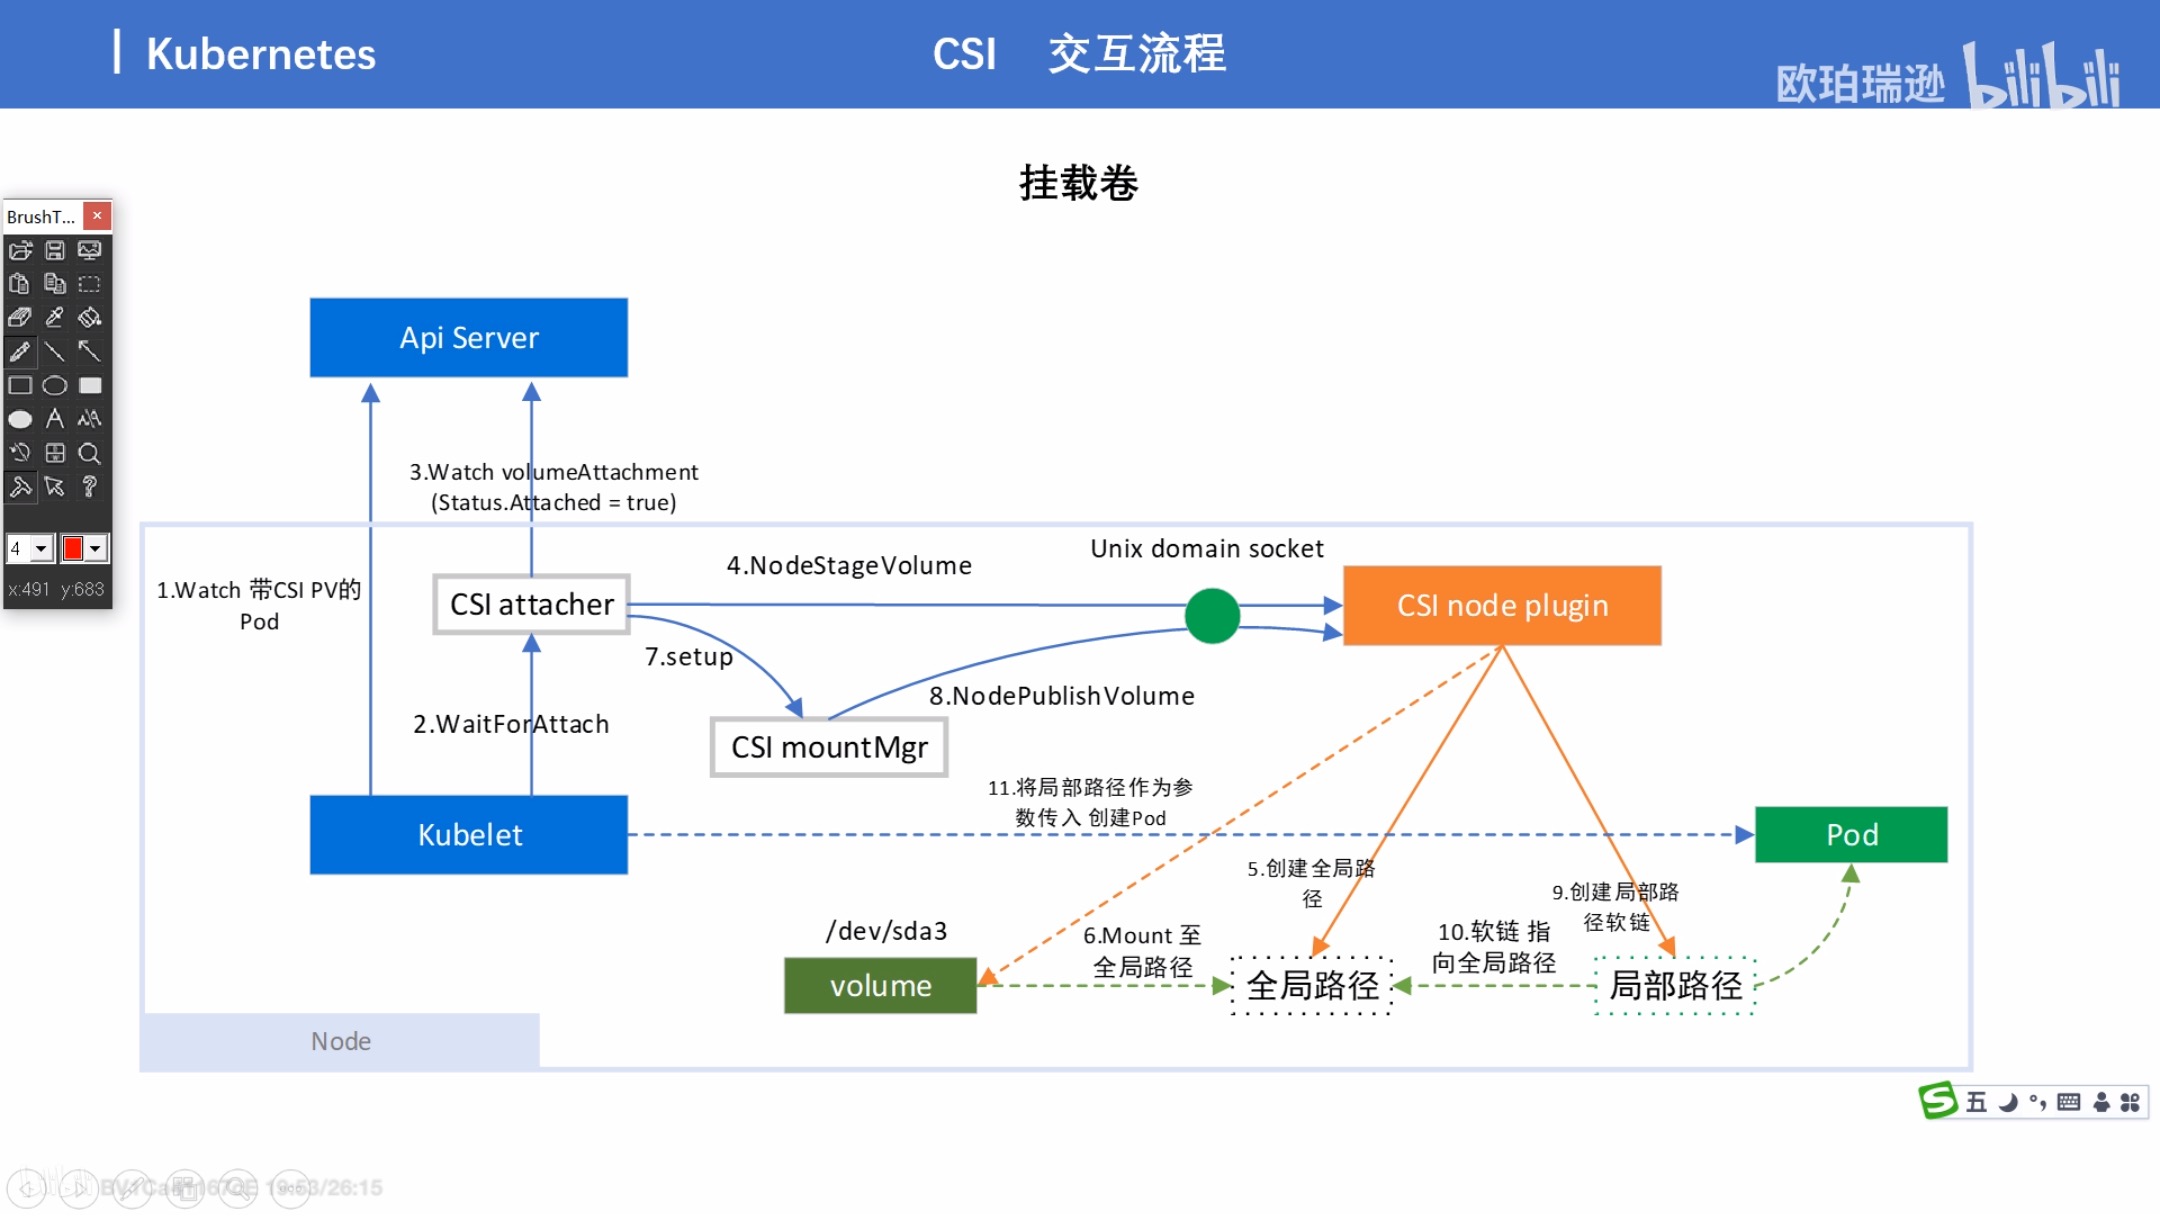 Kubernetes
CSI 交互流程
欧珀瑞逊 bilibili
挂载卷
BrushT...
4
x:491 y:683
Api Server
3.Watch volumeAttachment
(Status.Attached = true)
1.Watch 带CSI PV的
Pod
CSI attacher
4.NodeStageVolume
Unix domain socket
CSI node plugin
7.setup
8.NodePublishVolume
2.WaitForAttach
CSI mountMgr
11.将局部路径作为参
数传入 创建Pod
Kubelet
Pod
5.创建全局路
径
9.创建局部路
径软链
/dev/sda3
6.Mount 至
全局路径
10.软链 指
向全局路径
volume
全局路径
局部路径
Node
五
19:53/26:15